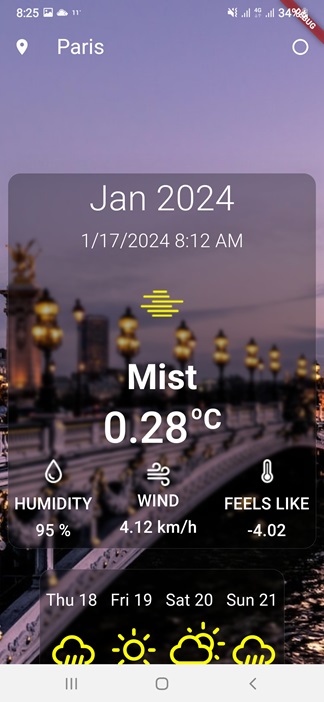 8:25 11° 4G 34%
DEBUG
Paris
Jan 2024
1/17/2024 8:12 AM
Mist
0.28°C
HUMIDITY WIND FEELS LIKE
95 % 4.12 km/h -4.02
Thu 18 Fri 19 Sat 20 Sun 21